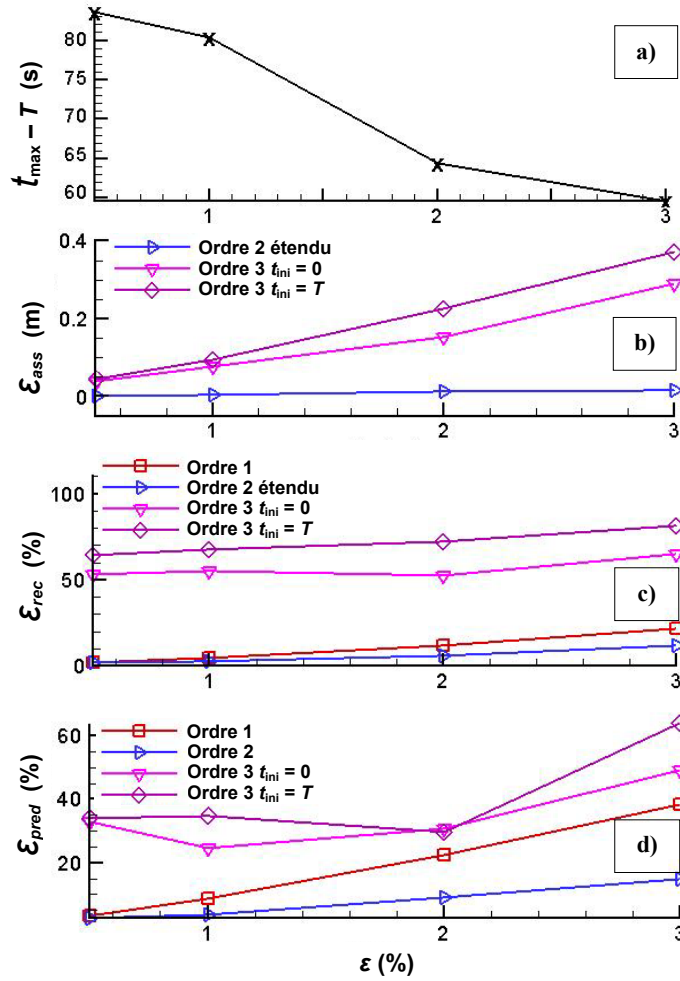 a)
t_max – T (s)
80
75
70
65
60
1
2
3
b)
ε_ass (m)
0.4
0.2
0
Ordre 2 étendu
Ordre 3 t_ini = 0
Ordre 3 t_ini = T
1
2
3
c)
ε_rec (%)
100
50
0
Ordre 1
Ordre 2 étendu
Ordre 3 t_ini = 0
Ordre 3 t_ini = T
1
2
3
d)
ε_pred (%)
60
40
20
Ordre 1
Ordre 2
Ordre 3 t_ini = 0
Ordre 3 t_ini = T
1
2
3
ε (%)